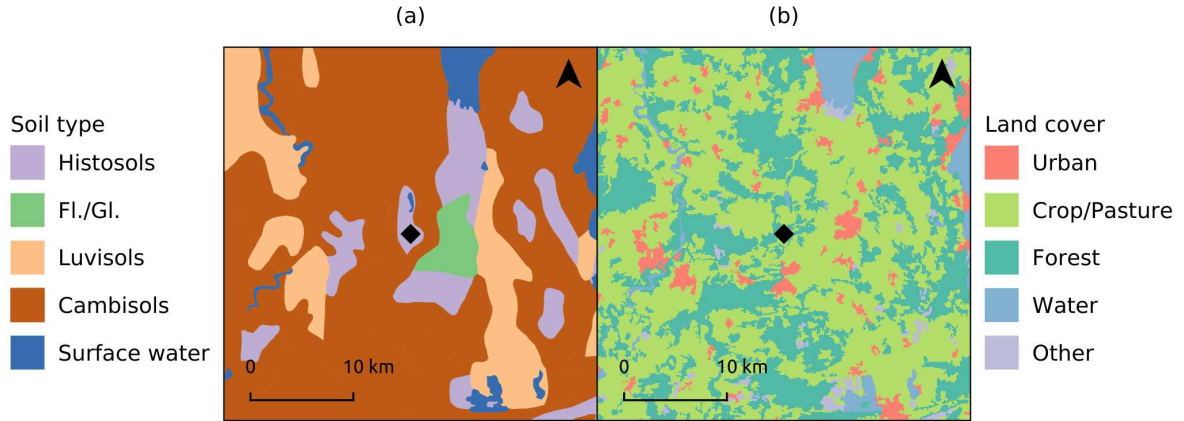 (a)
(b)
Soil type
Histosols
Fl./Gl.
Luvisols
Cambisols
Surface water
0 10 km
0 10 km
Land cover
Urban
Crop/Pasture
Forest
Water
Other